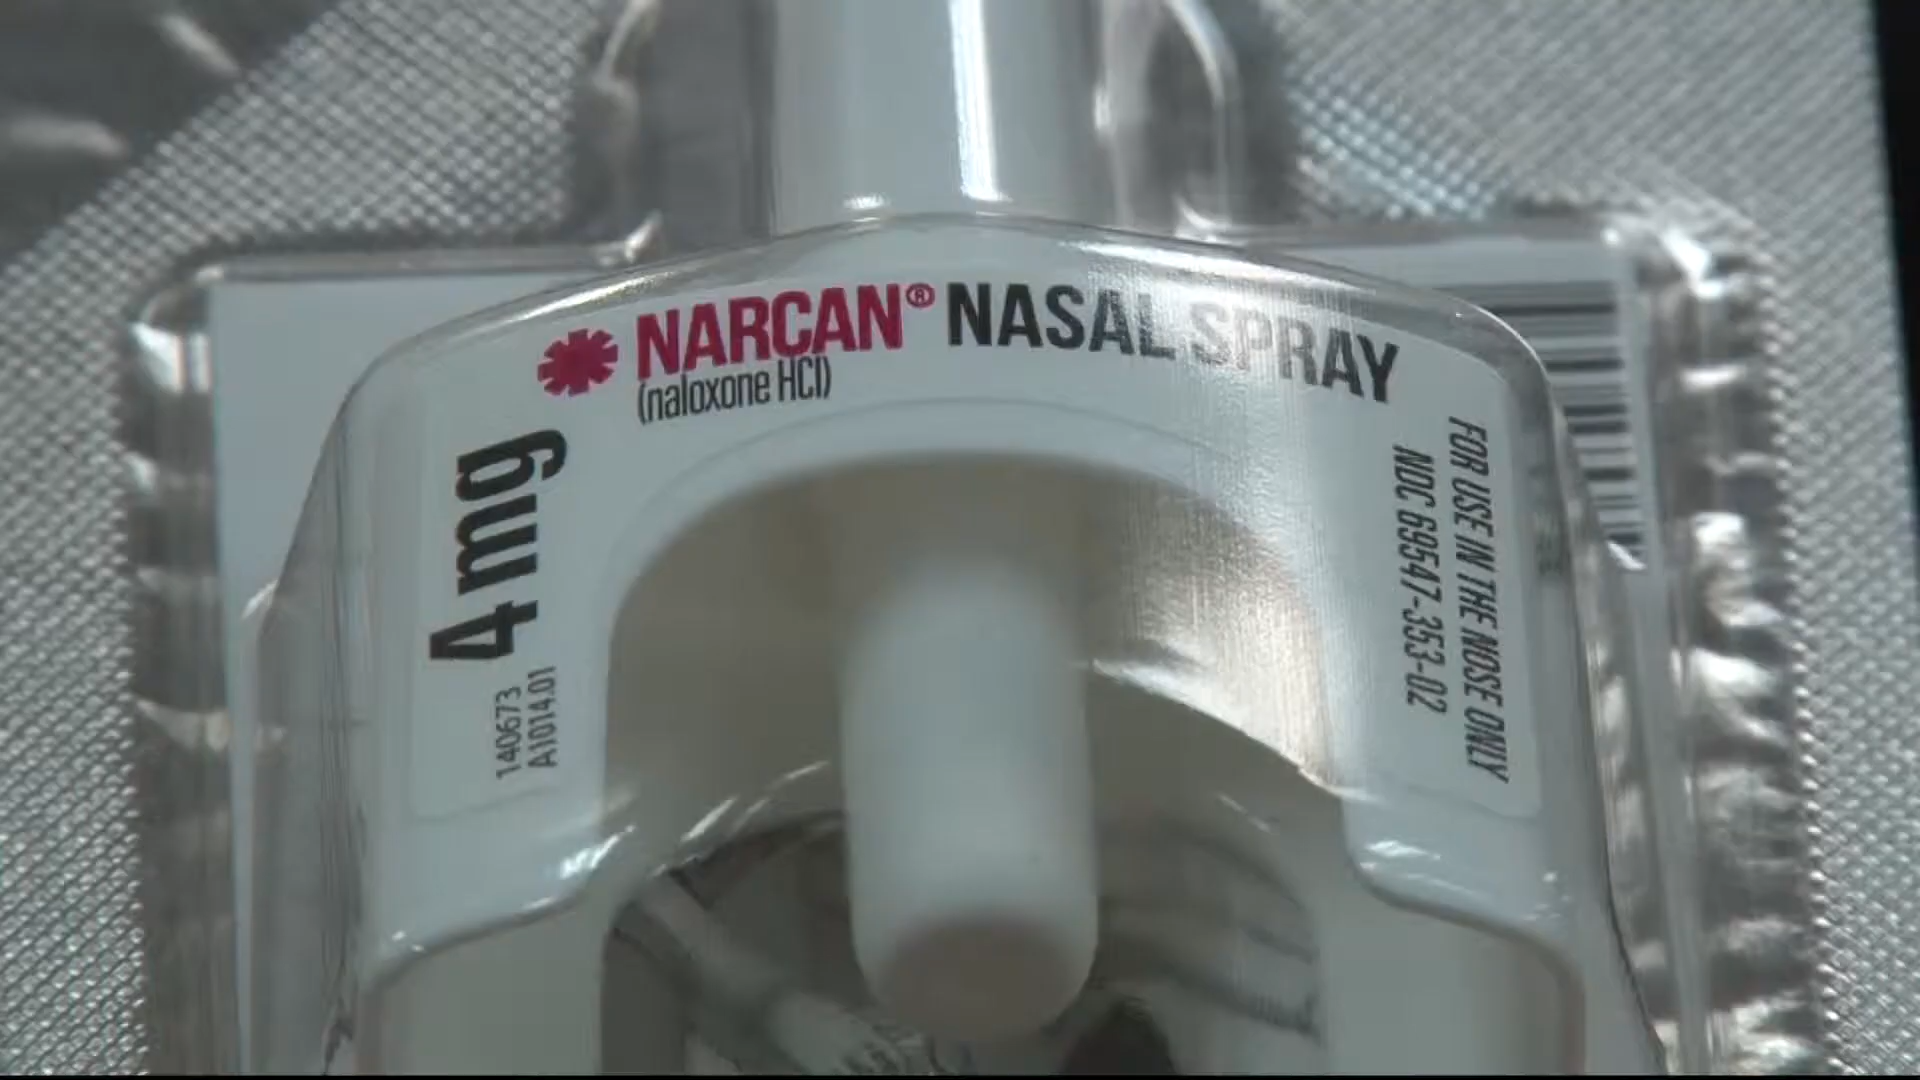 NARCAN® NASAL SPRAY
(naloxone HCl)
4 mg
140673
A1014.01
FOR USE IN THE NOSE ONLY
NDC 69547-353-02